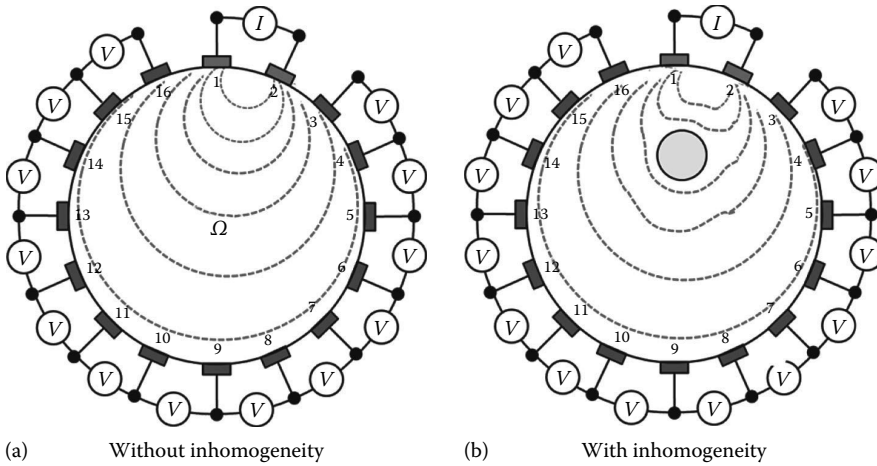 I
V
V
V
V
V
V
V
V
V
V
V
V
V
1
2
3
4
5
6
7
8
9
10
11
12
13
14
15
16
Ω
(a) Without inhomogeneity
I
V
V
V
V
V
V
V
V
V
V
V
V
V
1
2
3
4
5
6
7
8
9
10
11
12
13
14
15
16
(b) With inhomogeneity